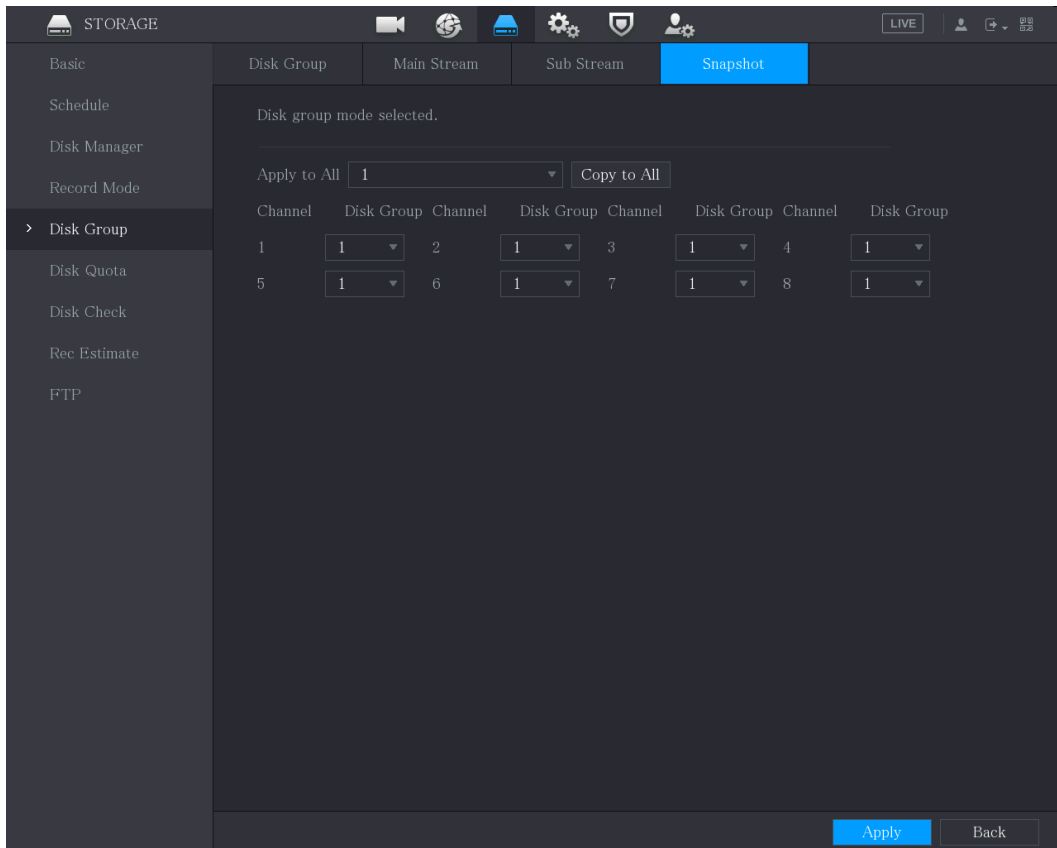 STORAGE LIVE
Basic
Schedule
Disk Manager
Record Mode
Disk Group
Disk Quota
Disk Check
Rec Estimate
FTP
Disk Group Main Stream Sub Stream Snapshot
Disk group mode selected.
Apply to All 1 Copy to All
Channel Disk Group Channel Disk Group Channel Disk Group Channel Disk Group
1 1 2 1 3 1 4 1
5 1 6 1 7 1 8 1
Apply Back